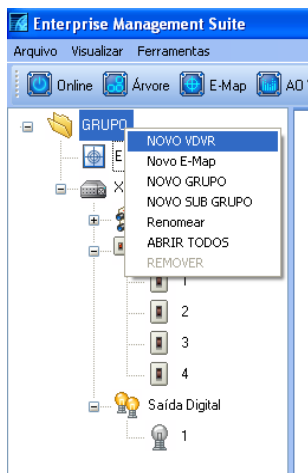 Enterprise Management Suite
Arquivo Visualizar Ferramentas
Online Árvore E-Map AO
GRUPO
NOVO VDVR
E
Novo E-Map
X
NOVO GRUPO
NOVO SUB GRUPO
Renomear
ABRIR TODOS
REMOVER
1
2
3
4
Saída Digital
1